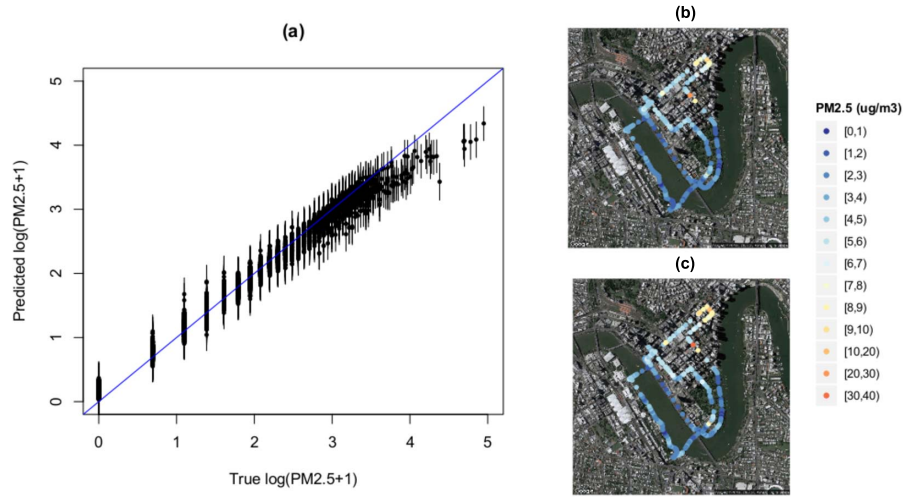 (a)
Predicted log(PM2.5+1)
5
4
3
2
1
0
0 1 2 3 4 5
True log(PM2.5+1)
(b)
Google
(c)
Google
PM2.5 (ug/m3)
[0,1)
[1,2)
[2,3)
[3,4)
[4,5)
[5,6)
[6,7)
[7,8)
[8,9)
[9,10)
[10,20)
[20,30)
[30,40)